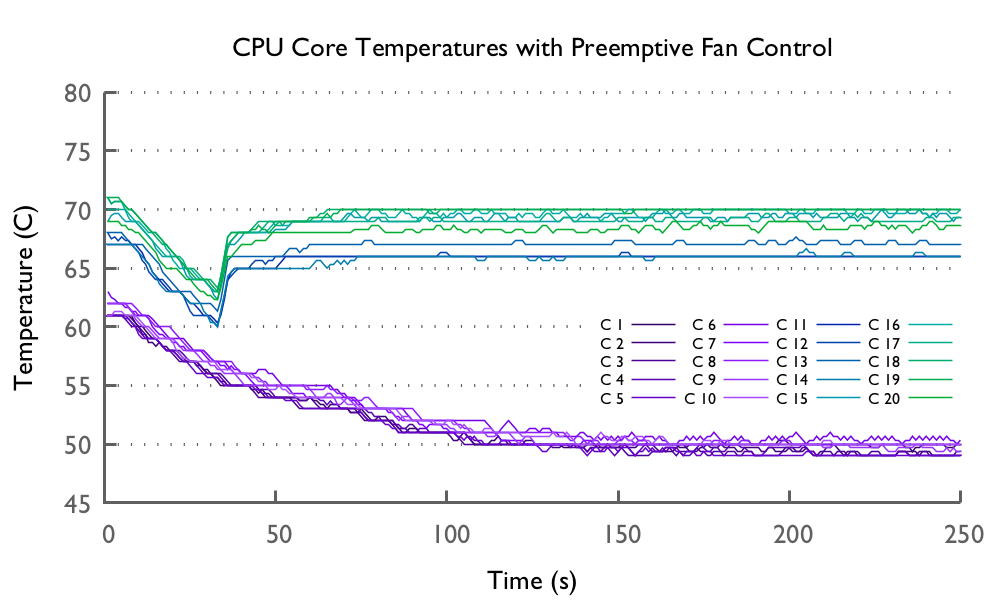 CPU Core Temperatures with Preemptive Fan Control
80
75
70
65
60
55
50
45
Temperature (C)
C 1 C 6 C 11 C 16
C 2 C 7 C 12 C 17
C 3 C 8 C 13 C 18
C 4 C 9 C 14 C 19
C 5 C 10 C 15 C 20
0 50 100 150 200 250
Time (s)